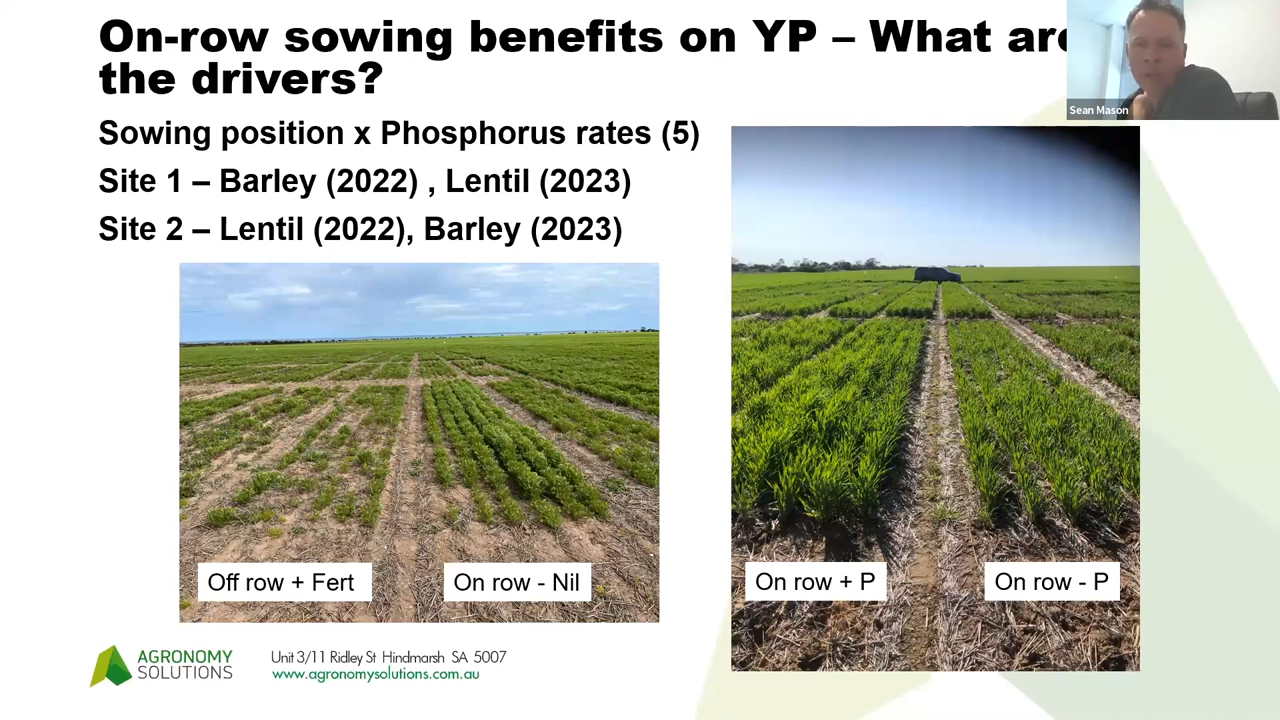 On-row sowing benefits on YP – What are
the drivers?
Sean Mason
Sowing position x Phosphorus rates (5)
Site 1 – Barley (2022) , Lentil (2023)
Site 2 – Lentil (2022), Barley (2023)
Off row + Fert
On row - Nil
On row + P
On row - P
AGRONOMY
SOLUTIONS
Unit 3/11 Ridley St Hindmarsh SA 5007
www.agronomysolutions.com.au